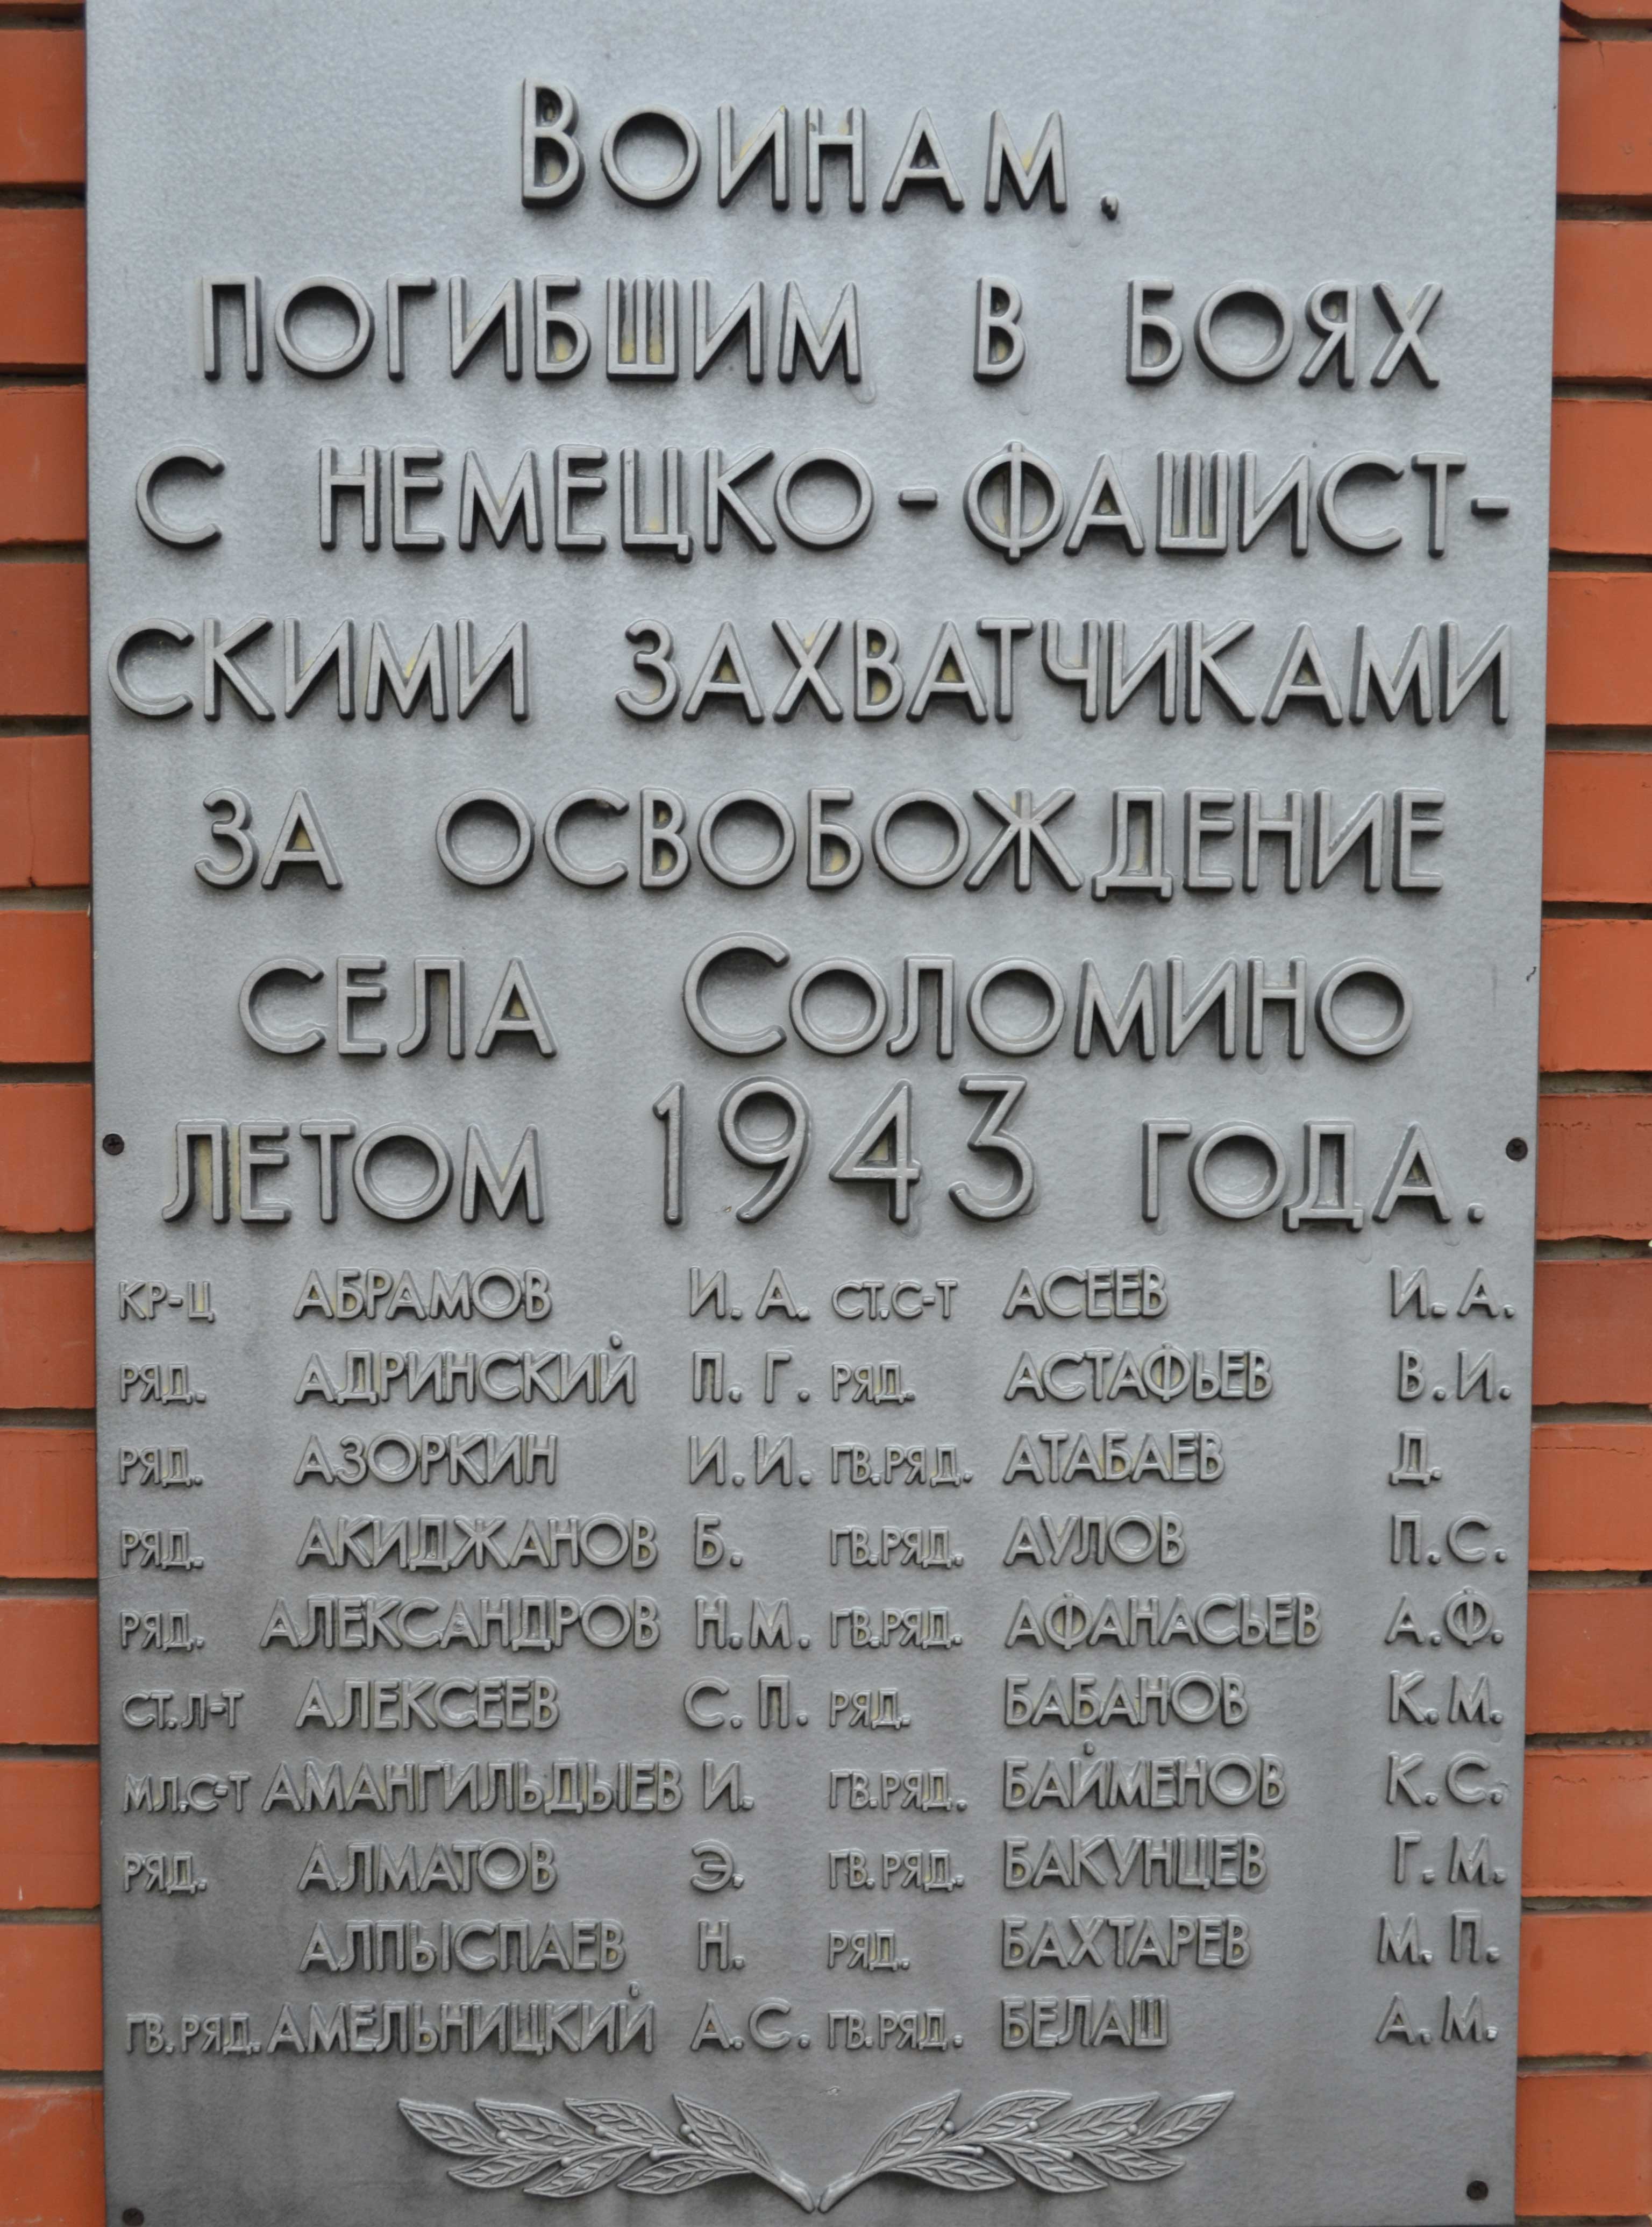 Воинам,
погибшим в боях
с немецко-фашист-
скими захватчиками
за освобождение
села Соломино
летом 1943 года.
КР-Ц АБРАМОВ И. А. СТ.С-Т АСЕЕВ И. А.
РЯД. АДРИНСКИЙ П. Г. РЯД. АСТАФЬЕВ В.И.
РЯД. АЗОРКИН И.И. ГВ.РЯД. АТАБАЕВ Д.
РЯД. АКИДЖАНОВ Б. ГВ.РЯД. АУЛОВ П.С.
РЯД. АЛЕКСАНДРОВ Н.М. ГВ.РЯД. АФАНАСЬЕВ А.Ф.
СТ.Л-Т АЛЕКСЕЕВ С.П. РЯД. БАБАНОВ К.М.
МЛ.С-Т АМАНГИЛЬДЫЕВ И. ГВ.РЯД. БАЙМЕНОВ К.С.
РЯД. АЛМАТОВ Э. ГВ.РЯД. БАКУНЦЕВ Г.М.
АЛПЫСПАЕВ Н. РЯД. БАХТАРЕВ М.П.
ГВ.РЯД. АМЕЛЬНИЦКИЙ А.С. ГВ.РЯД. БЕЛАШ А.М.